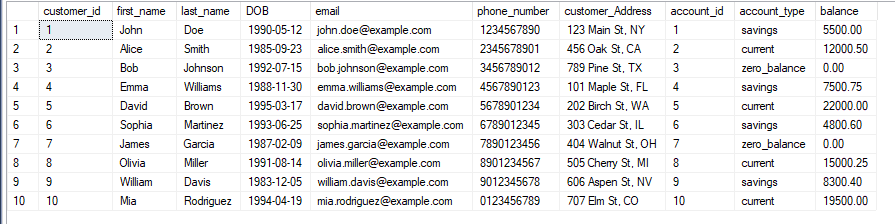 customer_id first_name last_name DOB email phone_number customer_Address account_id account_type balance
1 1 John Doe 1990-05-12 john.doe@example.com 1234567890 123 Main St, NY 1 savings 5500.00
2 2 Alice Smith 1985-09-23 alice.smith@example.com 2345678901 456 Oak St, CA 2 current 12000.50
3 3 Bob Johnson 1992-07-15 bob.johnson@example.com 3456789012 789 Pine St, TX 3 zero_balance 0.00
4 4 Emma Williams 1988-11-30 emma.williams@example.com 4567890123 101 Maple St, FL 4 savings 7500.75
5 5 David Brown 1995-03-17 david.brown@example.com 5678901234 202 Birch St, WA 5 current 22000.00
6 6 Sophia Martinez 1993-06-25 sophia.martinez@example.com 6789012345 303 Cedar St, IL 6 savings 4800.60
7 7 James Garcia 1987-02-09 james.garcia@example.com 7890123456 404 Walnut St, OH 7 zero_balance 0.00
8 8 Olivia Miller 1991-08-14 olivia.miller@example.com 8901234567 505 Cherry St, MI 8 current 15000.25
9 9 William Davis 1983-12-05 william.davis@example.com 9012345678 606 Aspen St, NV 9 savings 8300.40
10 10 Mia Rodriguez 1994-04-19 mia.rodriguez@example.com 0123456789 707 Elm St, CO 10 current 19500.00